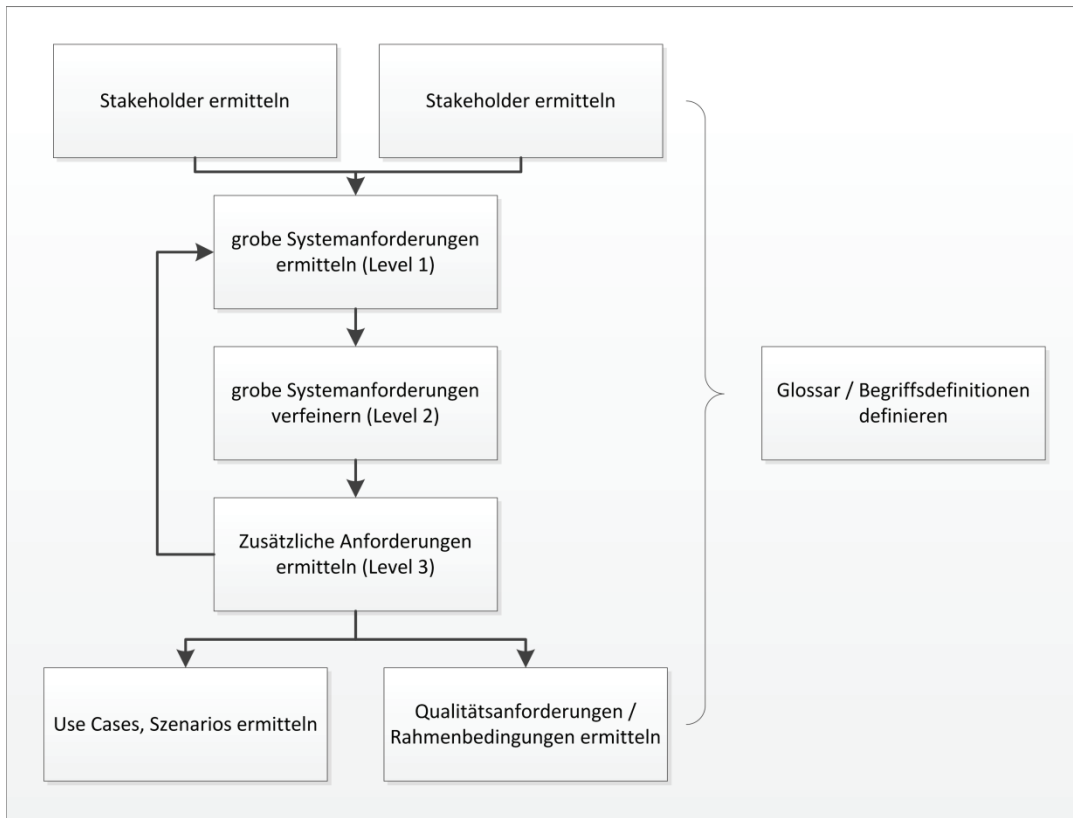 Stakeholder ermitteln
Stakeholder ermitteln
grobe Systemanforderungen
ermitteln (Level 1)
grobe Systemanforderungen
verfeinern (Level 2)
Glossar / Begriffsdefinitionen
definieren
Zusätzliche Anforderungen
ermitteln (Level 3)
Use Cases, Szenarios ermitteln
Qualitätsanforderungen /
Rahmenbedingungen ermitteln